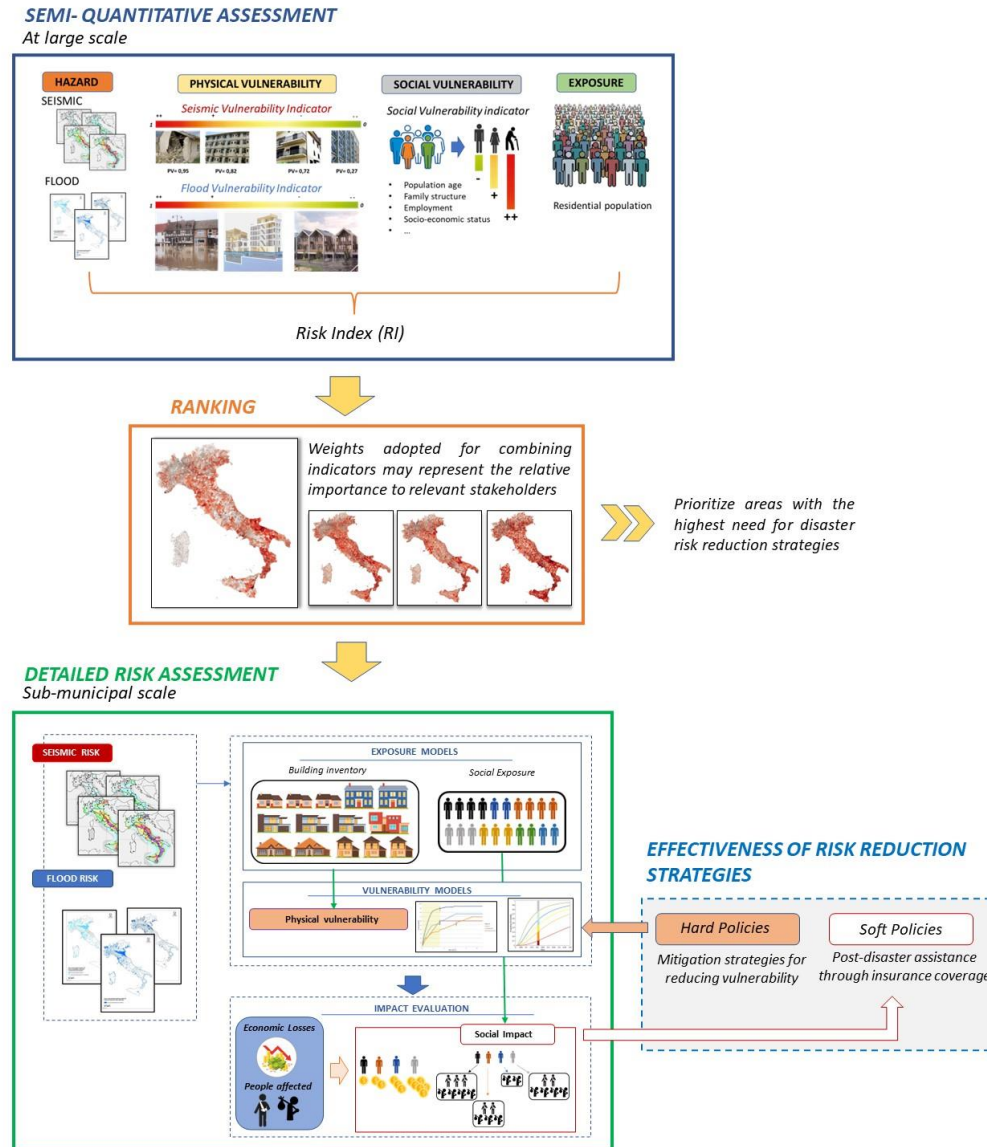 SEMI- QUANTITATIVE ASSESSMENT
At large scale
HAZARD
SEISMIC
FLOOD
PHYSICAL VULNERABILITY
Seismic Vulnerability Indicator
++
+
-
--
1
0
PV= 0,95
PV= 0,82
PV= 0,72
PV= 0,27
Flood Vulnerability Indicator
++
+
-
--
1
0
SOCIAL VULNERABILITY
Social Vulnerability indicator
• Population age
• Family structure
• Employment
• Socio-economic status
• ...
-
+
++
EXPOSURE
Residential population
Risk Index (RI)
RANKING
Weights adopted for combining
indicators may represent the relative
importance to relevant stakeholders
Prioritize areas with the
highest need for disaster
risk reduction strategies
DETAILED RISK ASSESSMENT
Sub-municipal scale
SEISMIC RISK
FLOOD RISK
EXPOSURE MODELS
Building inventory
Social Exposure
VULNERABILITY MODELS
Physical vulnerability
IMPACT EVALUATION
Economic Losses
People affected
Social Impact
EFFECTIVENESS OF RISK REDUCTION
STRATEGIES
Hard Policies
Mitigation strategies for
reducing vulnerability
Soft Policies
Post-disaster assistance
through insurance coverage